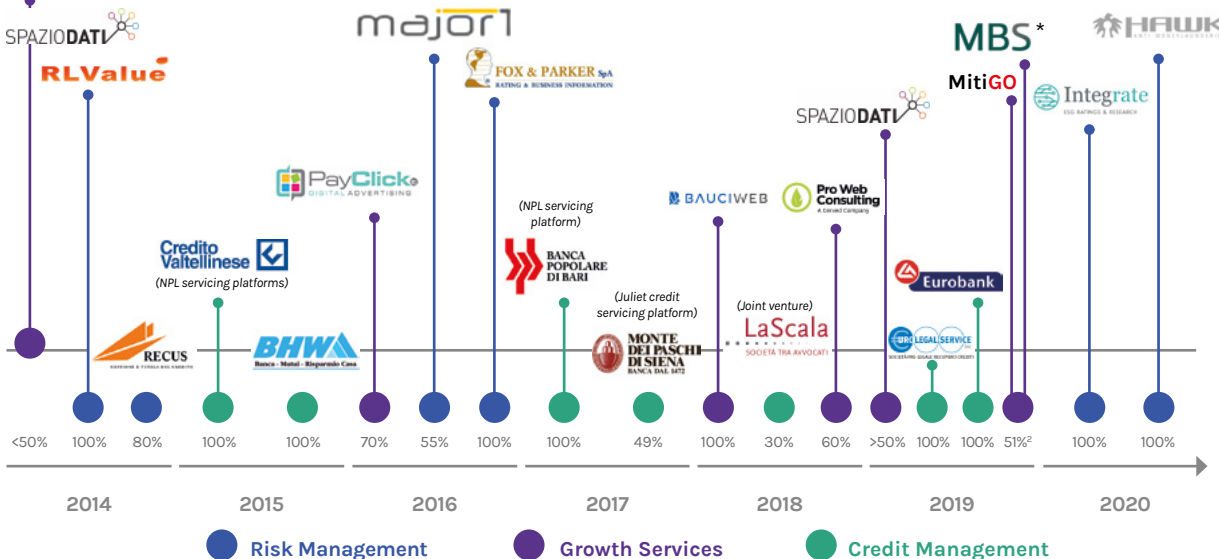 SPAZIODATI
RLValue
major1
FOX & PARKER SpA
RATING & BUSINESS INFORMATION
MBS *
MitiGO
HAWK
Integrate
ESG RATINGS & RESEARCH
SPAZIODATI
PayClick
DIGITAL ADVERTISING
BAUCIWEB
Pro Web
Consulting
A Cerved Company
(NPL servicing
platform)
Credito
Valtellinese
(NPL servicing platforms)
BANCA
POPOLARE
DI BARI
Eurobank
(Juliet credit
servicing platform)
(Joint venture)
RECUS
BHW
Banca - Mutui - Risparmio Casa
MONTE
DEI PASCHI
DI SIENA
BANCA DAL 1472
LaScala
SOCIETÀ TRA AVVOCATI
EURO LEGAL SERVICE
<50% 100% 80% 100% 100% 70% 55% 100% 100% 49% 100% 30% 60% >50% 100% 100% 51%² 100% 100%
2014 2015 2016 2017 2018 2019 2020
Risk Management Growth Services Credit Management